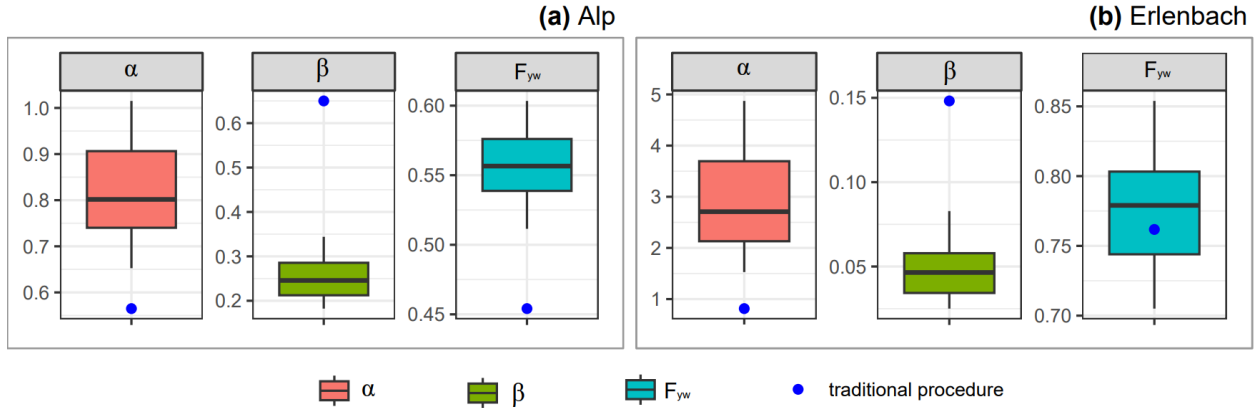 (a) Alp
(b) Erlenbach
α
β
Fyw
α
β
Fyw
1.0
0.9
0.8
0.7
0.6
0.6
0.5
0.4
0.3
0.2
0.60
0.55
0.50
0.45
5
4
3
2
1
0.15
0.10
0.05
0.85
0.80
0.75
0.70
α
β
Fyw
traditional procedure